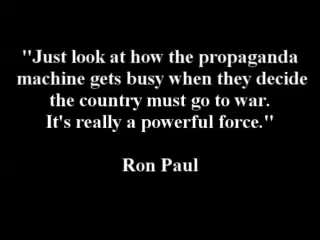 "Just look at how the propaganda
machine gets busy when they decide
the country must go to war.
It's really a powerful force."
Ron Paul